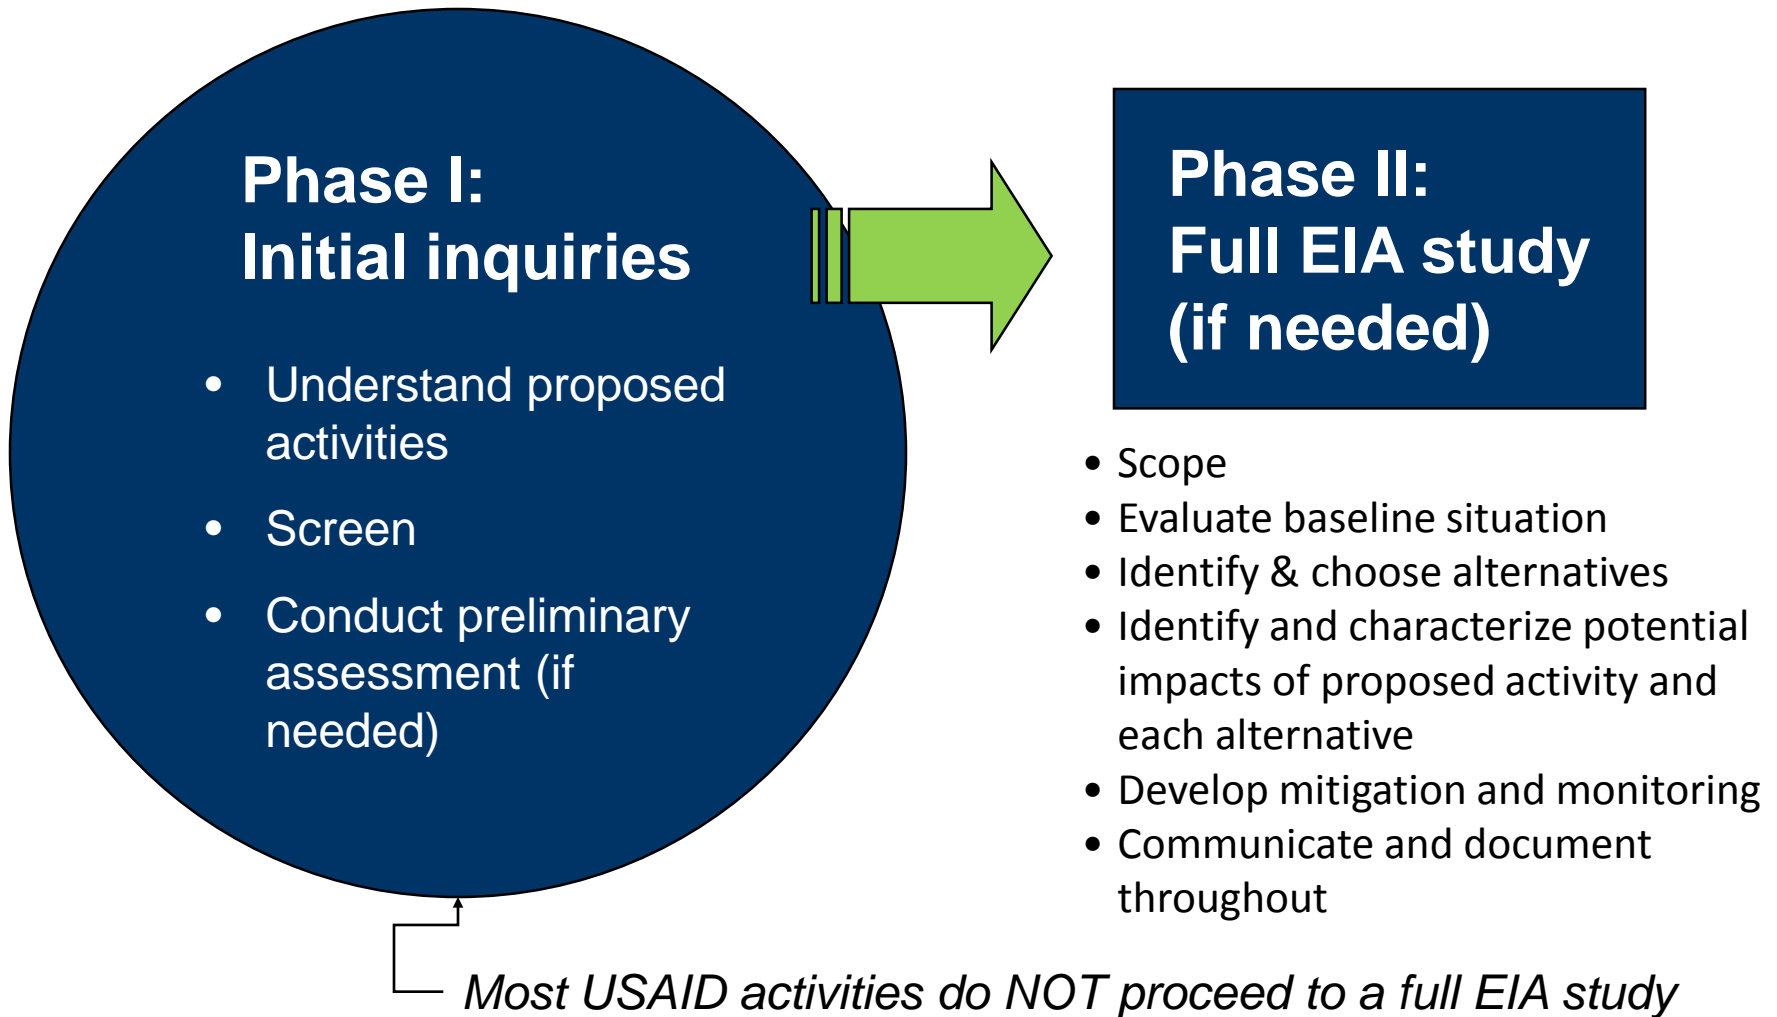 Phase I:
Initial inquiries
• Understand proposed
activities
• Screen
• Conduct preliminary
assessment (if
needed)
Phase II:
Full EIA study
(if needed)
• Scope
• Evaluate baseline situation
• Identify & choose alternatives
• Identify and characterize potential
impacts of proposed activity and
each alternative
• Develop mitigation and monitoring
• Communicate and document
throughout
Most USAID activities do NOT proceed to a full EIA study